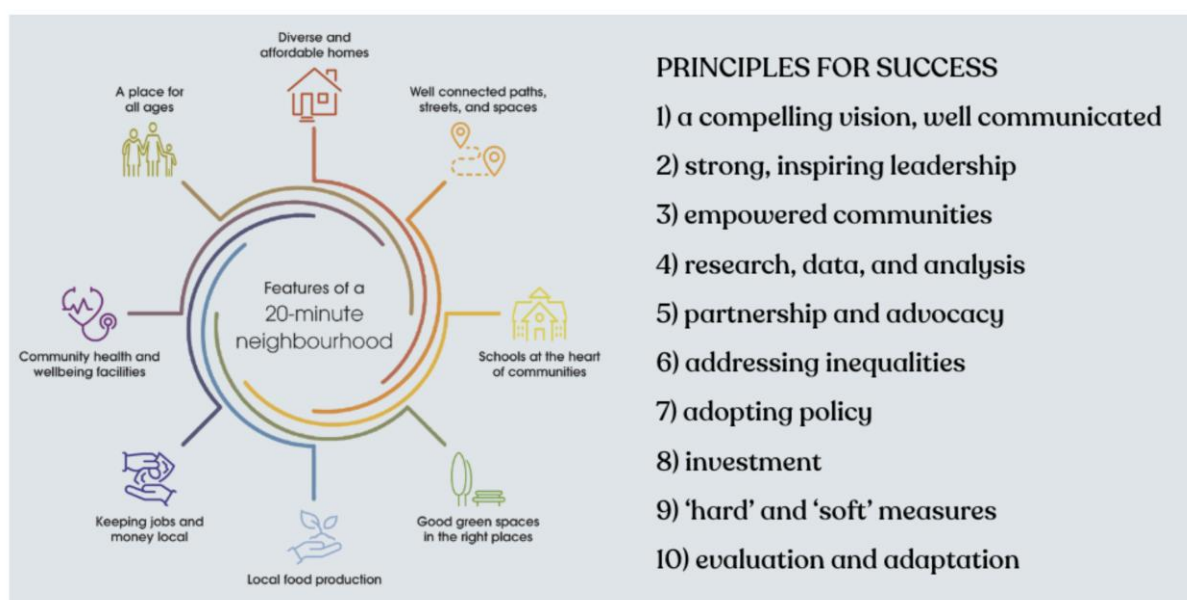 Diverse and
affordable homes
A place for
all ages
Well connected paths,
streets, and spaces
Features of a
20-minute
neighbourhood
Community health and
wellbeing facilities
Schools at the heart
of communities
Keeping jobs and
money local
Good green spaces
in the right places
Local food production
PRINCIPLES FOR SUCCESS
1) a compelling vision, well communicated
2) strong, inspiring leadership
3) empowered communities
4) research, data, and analysis
5) partnership and advocacy
6) addressing inequalities
7) adopting policy
8) investment
9) ‘hard’ and ‘soft’ measures
10) evaluation and adaptation